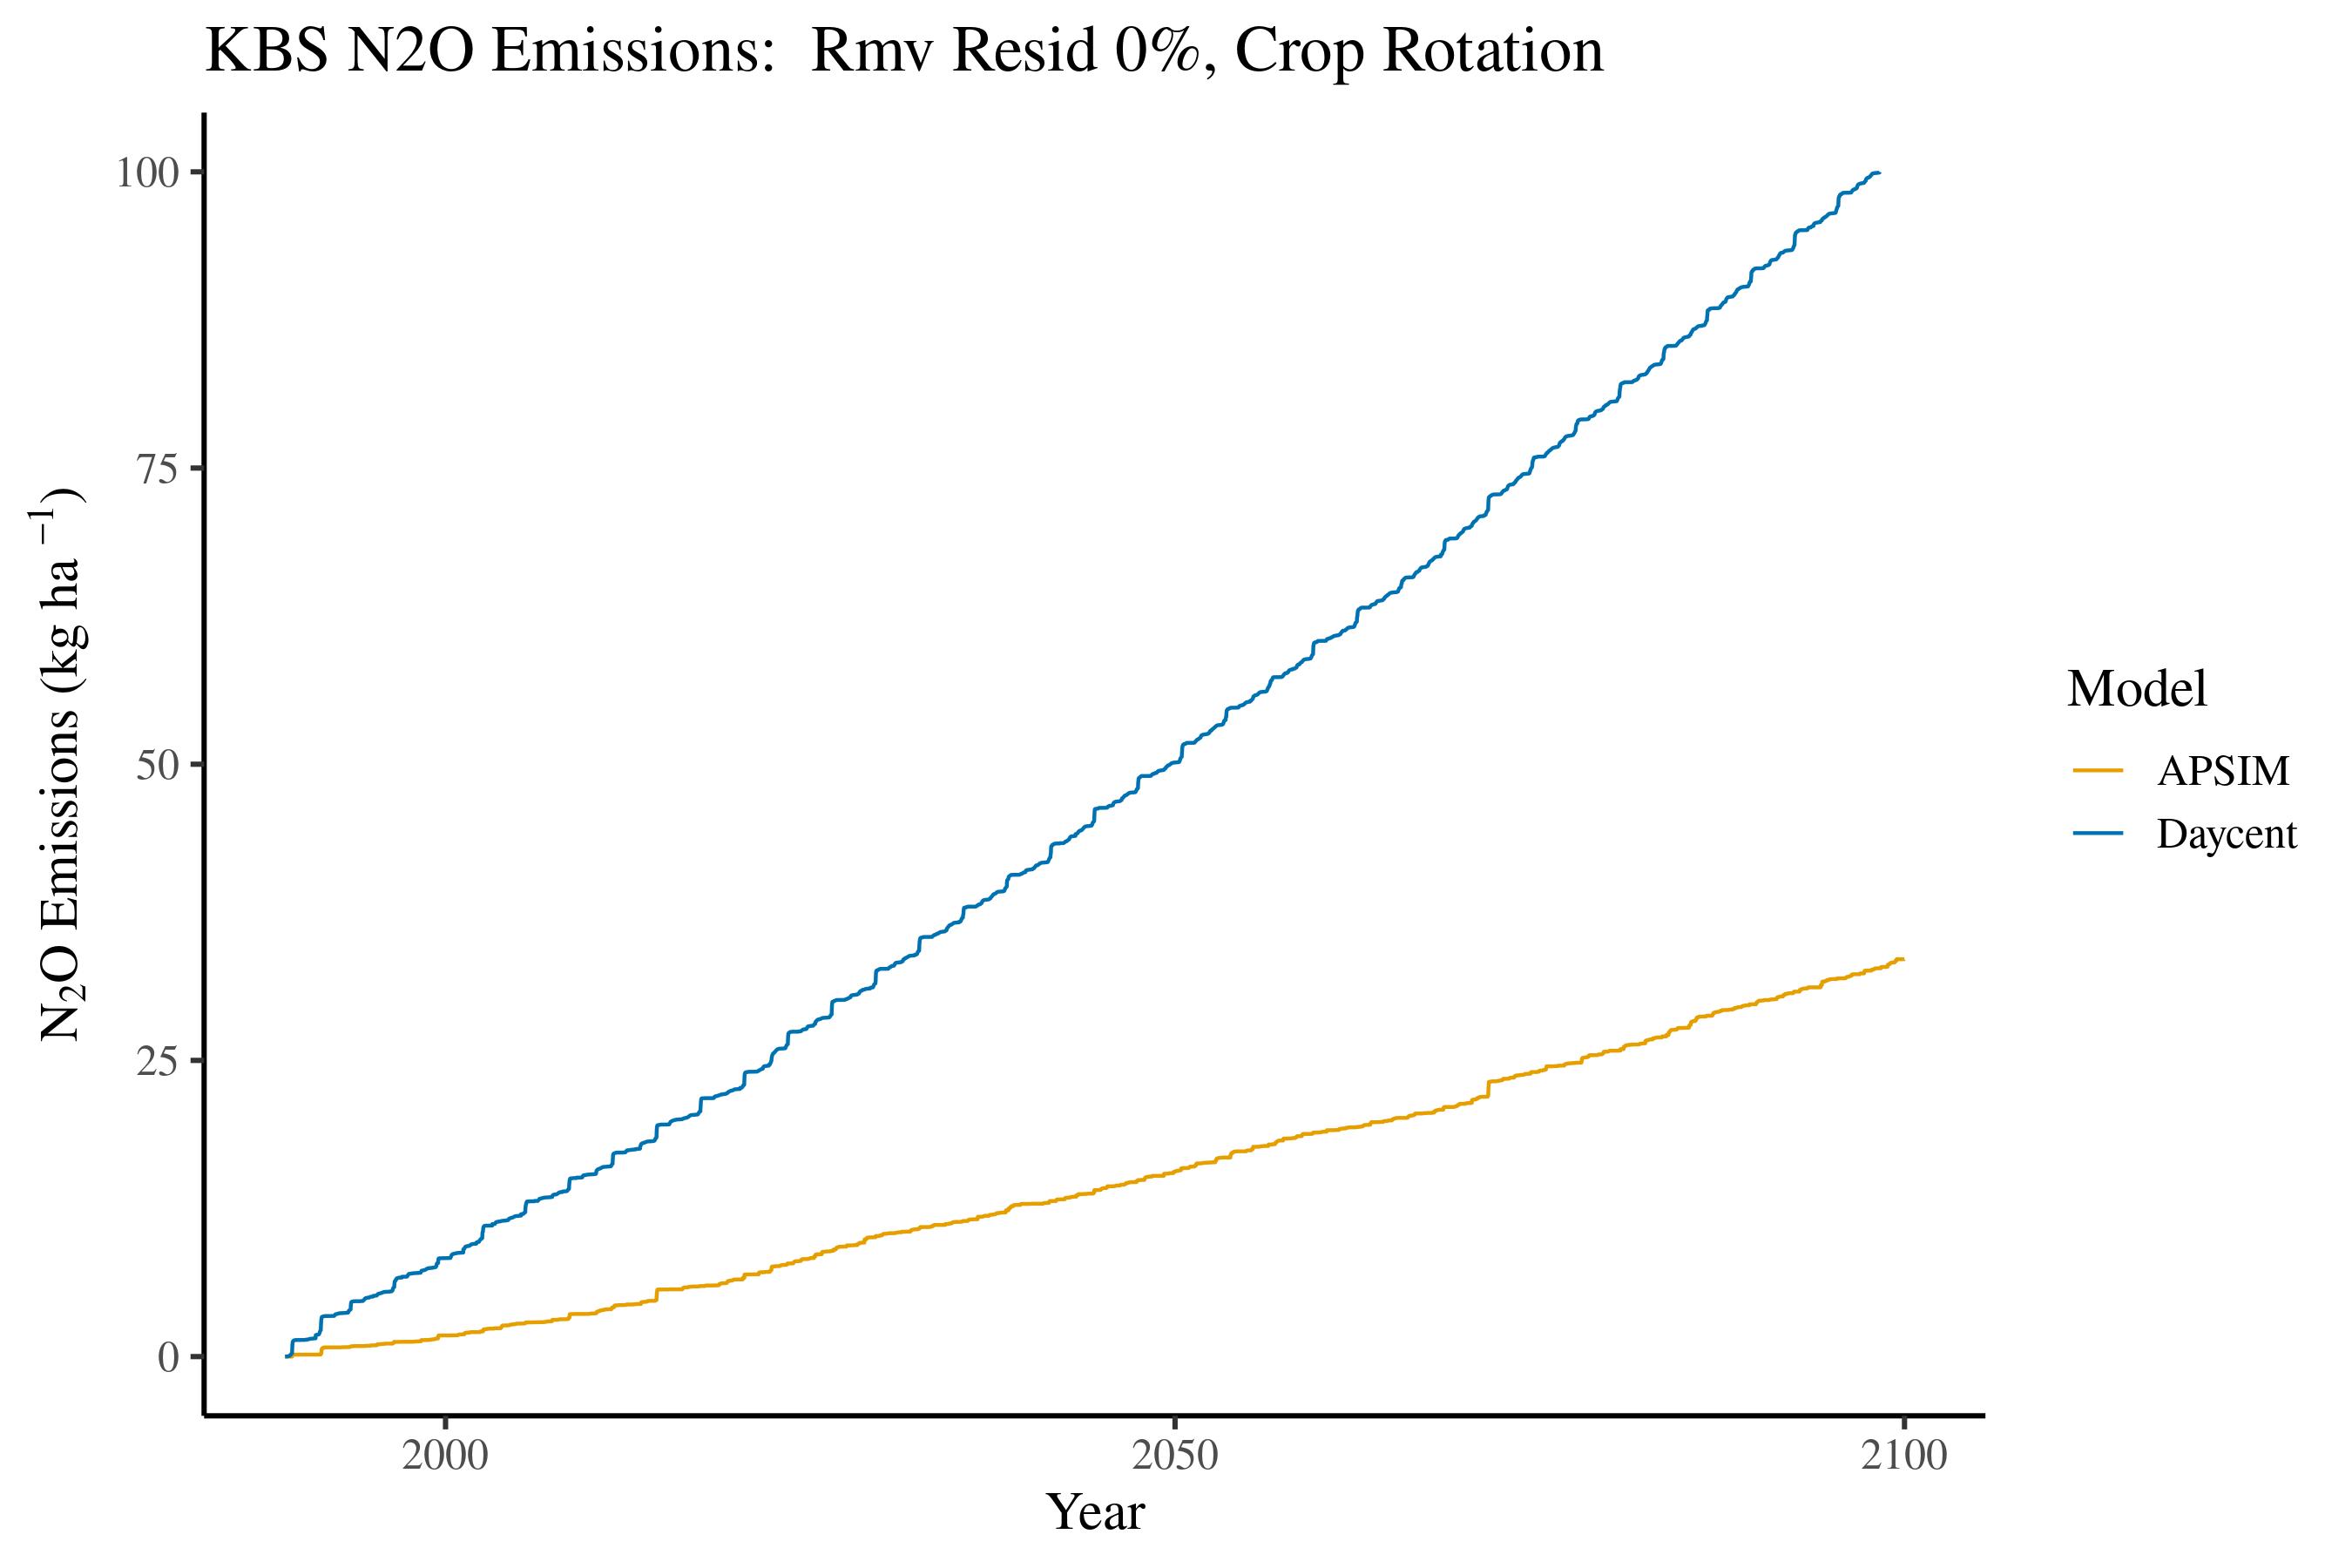 KBS N2O Emissions:  Rmv Resid 0%, Crop Rotation
N₂O Emissions (kg ha ⁻¹)
100
75
50
25
0
2000 2050 2100
Year
Model
APSIM
Daycent